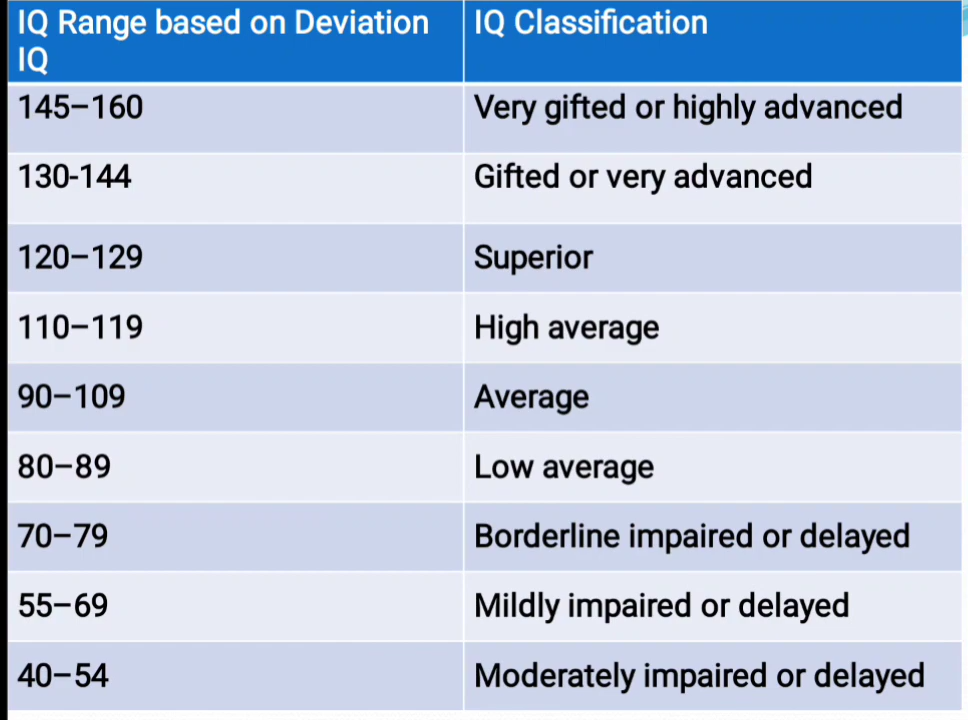 IQ Range based on Deviation IQ Classification
IQ
145–160 Very gifted or highly advanced
130-144 Gifted or very advanced
120–129 Superior
110–119 High average
90–109 Average
80–89 Low average
70–79 Borderline impaired or delayed
55–69 Mildly impaired or delayed
40–54 Moderately impaired or delayed